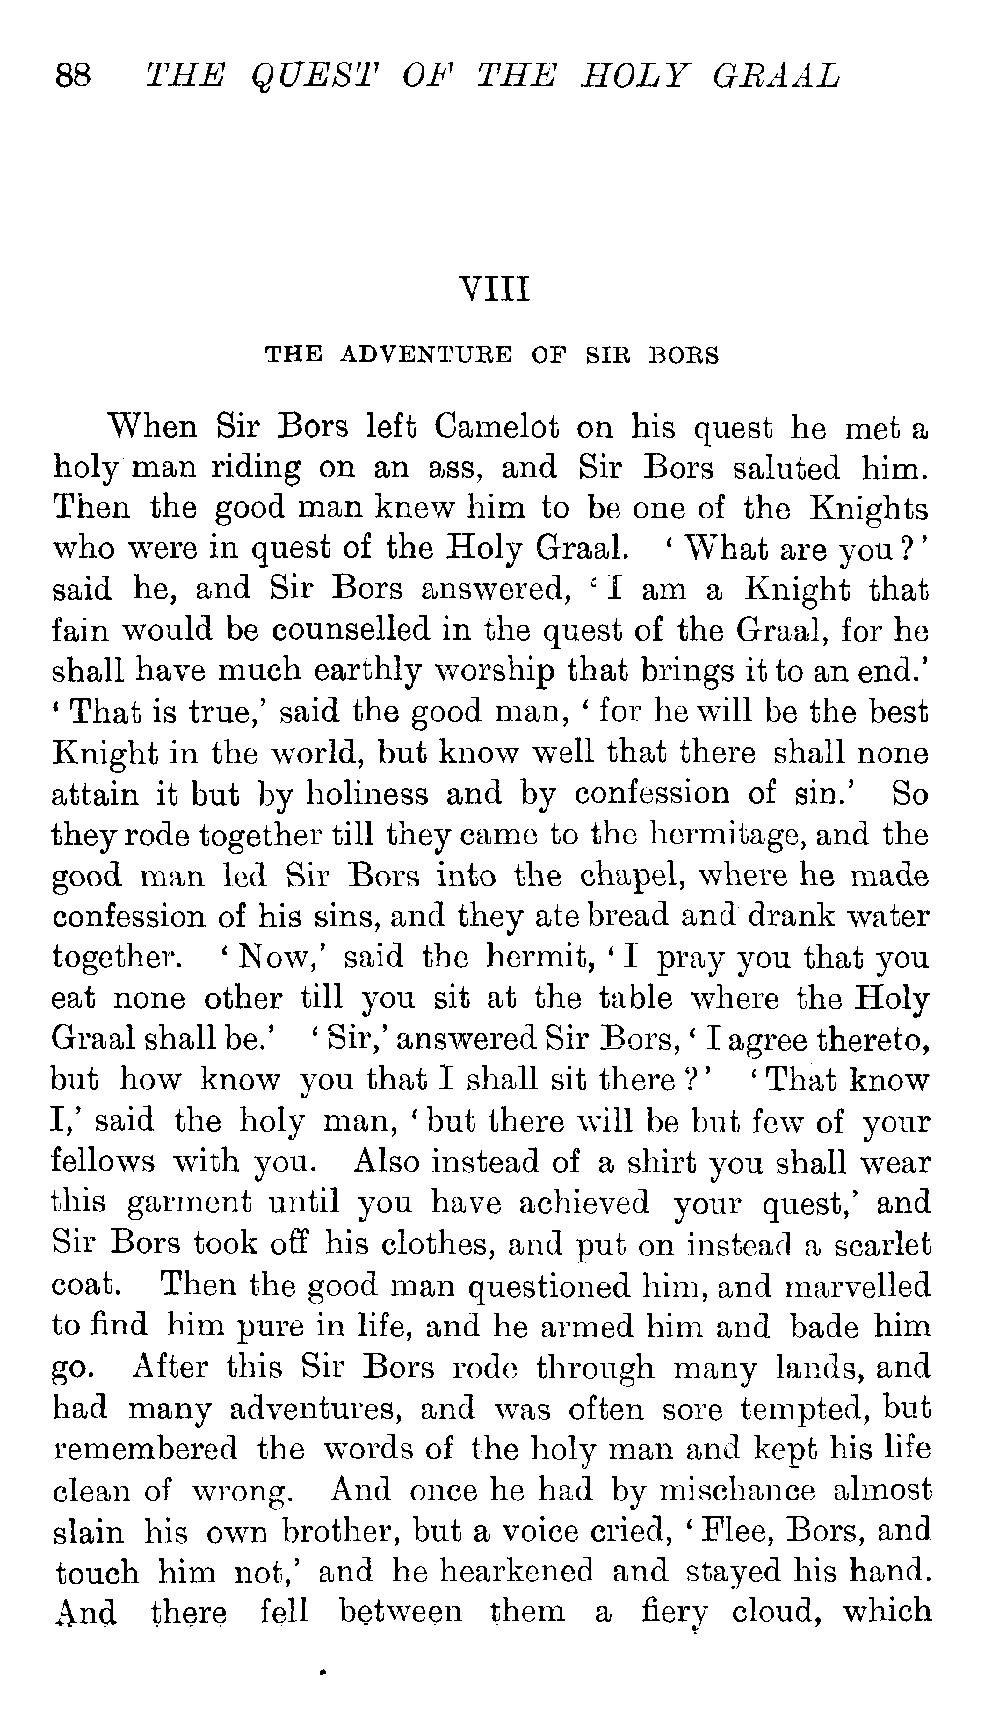 88 THE QUEST OF THE HOLY GRAAL
VIII
THE ADVENTURE OF SIR BORS
When Sir Bors left Camelot on his quest he met a
holy man riding on an ass, and Sir Bors saluted him.
Then the good man knew him to be one of the Knights
who were in quest of the Holy Graal. ‘ What are you?’
said he, and Sir Bors answered, ‘ I am a Knight that
fain would be counselled in the quest of the Graal, for he
shall have much earthly worship that brings it to an end.’
‘ That is true,’ said the good man, ‘ for he will be the best
Knight in the world, but know well that there shall none
attain it but by holiness and by confession of sin.’ So
they rode together till they came to the hermitage, and the
good man led Sir Bors into the chapel, where he made
confession of his sins, and they ate bread and drank water
together. ‘ Now,’ said the hermit, ‘ I pray you that you
eat none other till you sit at the table where the Holy
Graal shall be.’ ‘ Sir,’ answered Sir Bors, ‘ I agree thereto,
but how know you that I shall sit there?’ ‘ That know
I,’ said the holy man, ‘ but there will be but few of your
fellows with you. Also instead of a shirt you shall wear
this garment until you have achieved your quest,’ and
Sir Bors took off his clothes, and put on instead a scarlet
coat. Then the good man questioned him, and marvelled
to find him pure in life, and he armed him and bade him
go. After this Sir Bors rode through many lands, and
had many adventures, and was often sore tempted, but
remembered the words of the holy man and kept his life
clean of wrong. And once he had by mischance almost
slain his own brother, but a voice cried, ‘ Flee, Bors, and
touch him not,’ and he hearkened and stayed his hand.
And there fell between them a fiery cloud, which